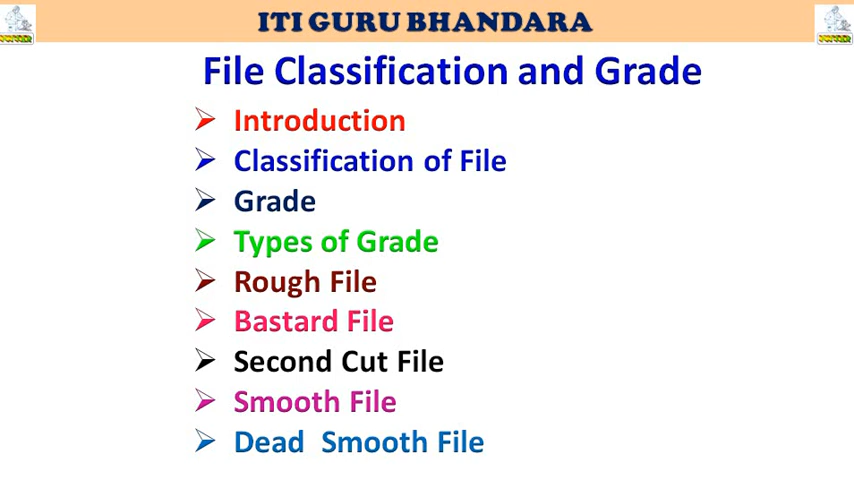 ITI GURU BHANDARA
File Classification and Grade
Introduction
Classification of File
Grade
Types of Grade
Rough File
Bastard File
Second Cut File
Smooth File
Dead Smooth File